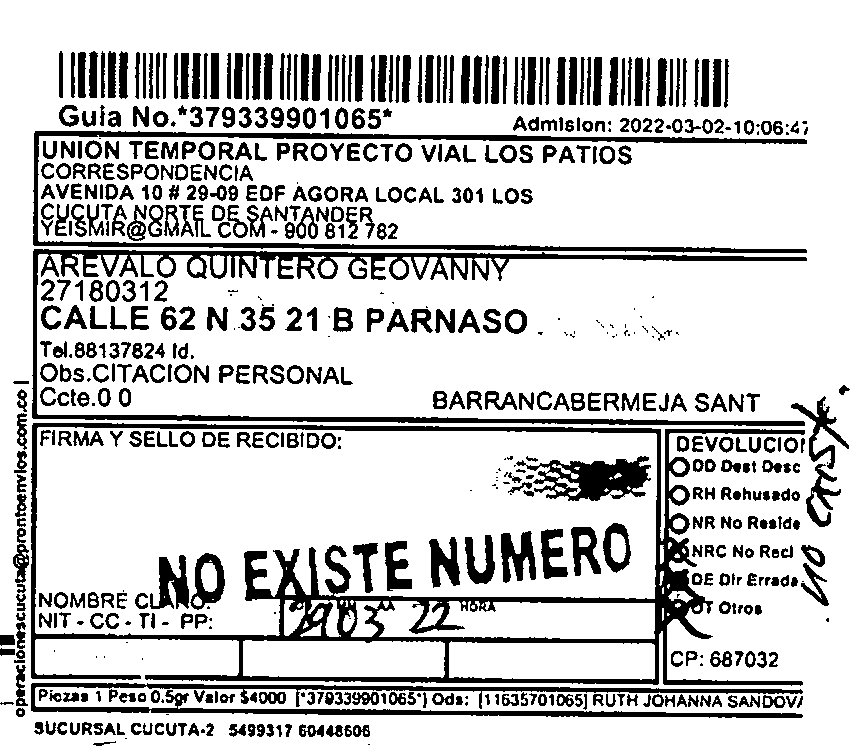 Guia No.*379339901065*
Admision: 2022-03-02-10:06:47
UNION TEMPORAL PROYECTO VIAL LOS PATIOS
CORRESPONDENCIA
AVENIDA 10 # 29-09 EDF AGORA LOCAL 301 LOS
CUCUTA NORTE DE SANTANDER
YEISMIR@GMAIL COM - 900 812 782
AREVALO QUINTERO GEOVANNY
27180312
CALLE 62 N 35 21 B PARNASO
Tel.88137824 Id.
Obs.CITACION PERSONAL
Ccte.0 0
BARRANCABERMEJA SANT
operacionescucuta@prontoenvios.com.co
FIRMA Y SELLO DE RECIBIDO:
NO EXISTE NUMERO
NOMBRE CLARO:
NIT - CC - TI - PP:
HORA
2903 22
DEVOLUCIO
DD Dest Desc
RH Rehusado
NR No Reside
NRC No Recl
DE Dir Errada
OT Otros
CP: 687032
Piezas 1 Peso 0.5gr Valor $4000 [*379339901065*] Ods: [11635701065] RUTH JOHANNA SANDOVA
SUCURSAL CUCUTA-2 5499317 60448606